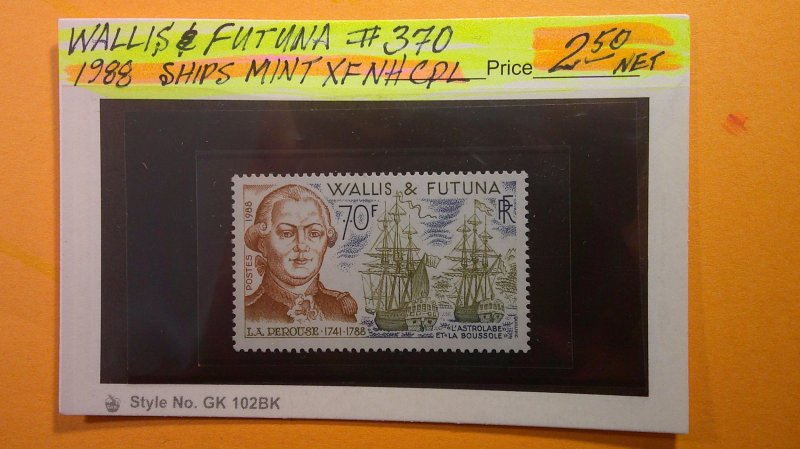 WALLIS & FUTUNA #370
1988 SHIPS MINT XF NH CPL Price 2.50 NET
WALLIS & FUTUNA
1988
70F
RF
POSTES
LA PEROUSE · 1741-1788
L'ASTROLABE
ET LA BOUSSOLE
Style No. GK 102BK